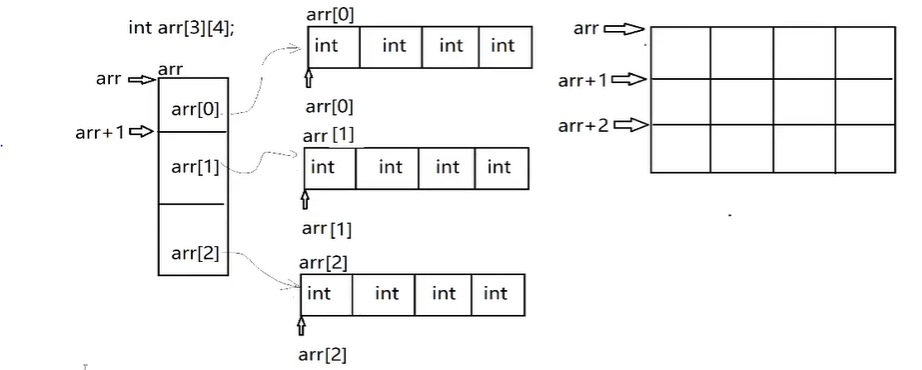 int arr[3][4];
arr
arr
arr[0]
arr+1
arr[1]
arr[2]
arr[0]
int int int int
arr[0]
arr [1]
int int int int
arr [1]
arr[2]
int int int int
arr[2]
arr
arr+1
arr+2